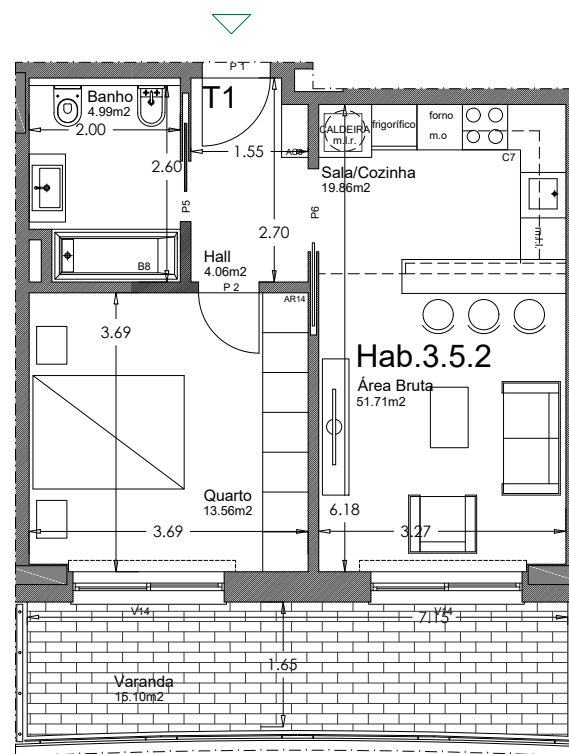 P 1
T1
Banho
4.99m2
2.00
2.60
1.55
P5
2.70
Hall
4.06m2
P 2
B8
CALDEIRA
m.l.r.
frigorífico
forno
m.o
C7
Sala/Cozinha
19.86m2
P6
m.l.l.
AR14
3.69
Hab.3.5.2
Área Bruta
51.71m2
Quarto
13.56m2
3.69
6.18
3.27
V14
V14
7.15
1.65
Varanda
15.10m2